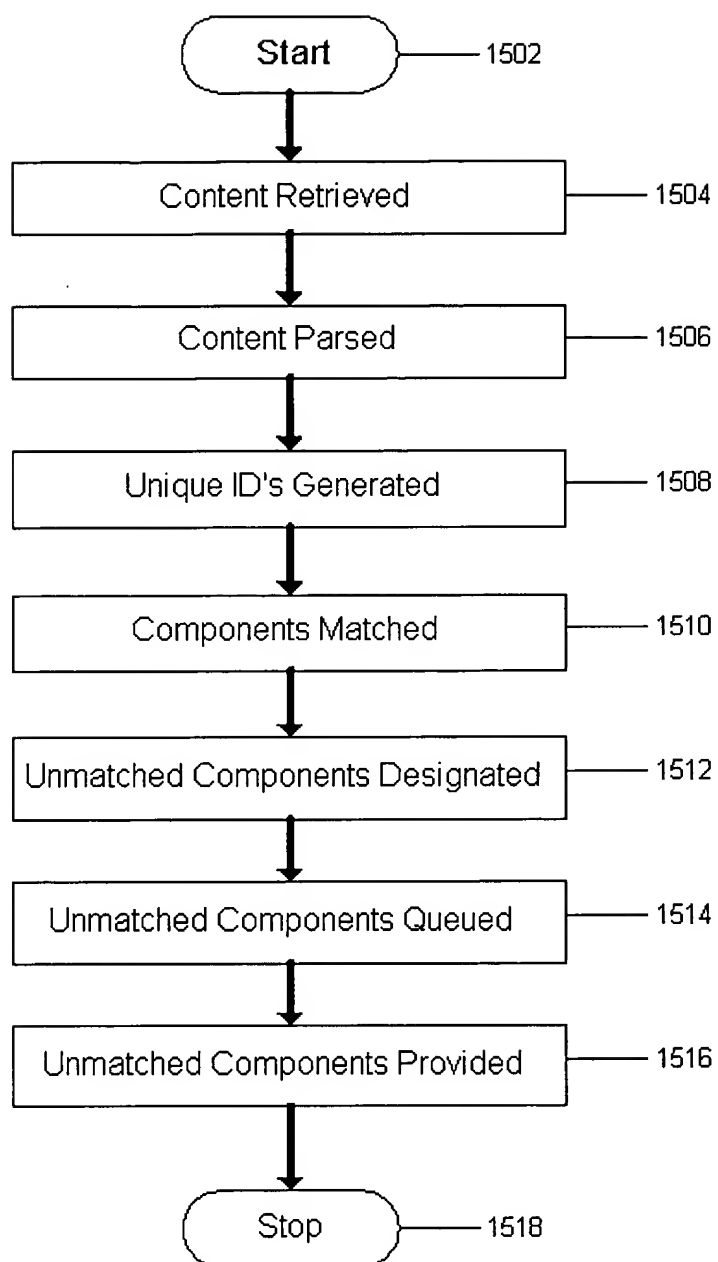 Start
1502
Content Retrieved
1504
Content Parsed
1506
Unique ID's Generated
1508
Components Matched
1510
Unmatched Components Designated
1512
Unmatched Components Queued
1514
Unmatched Components Provided
1516
Stop
1518